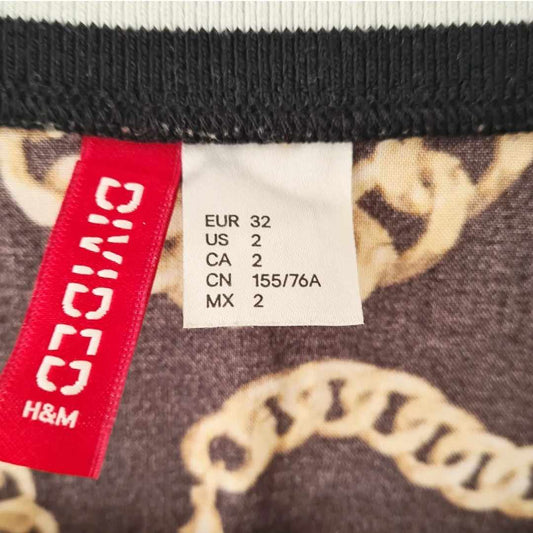 DIVIDED
H&M
EUR 32
US 2
CA 2
CN 155/76A
MX 2